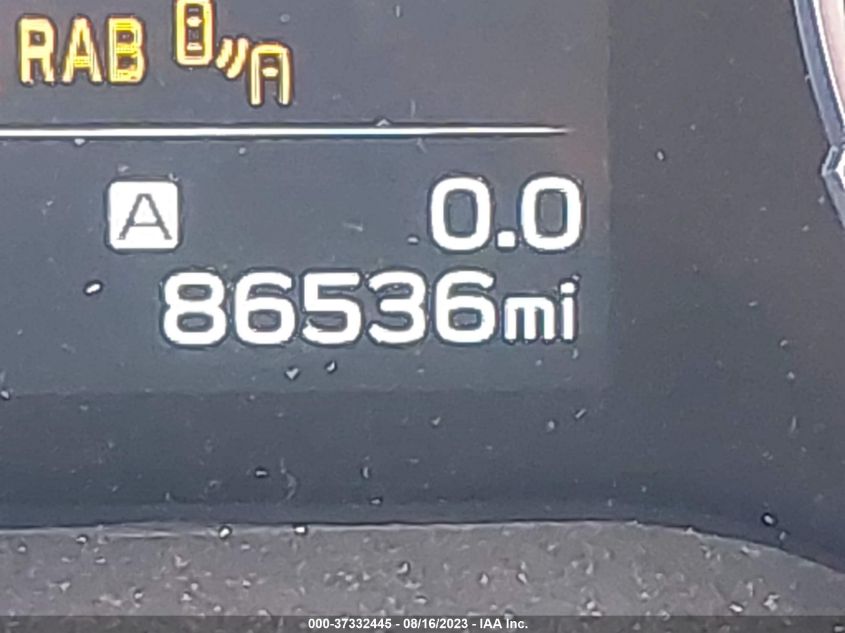 RAB
A 0.0
86536mi
000-37332445 - 08/16/2023 - IAA Inc.